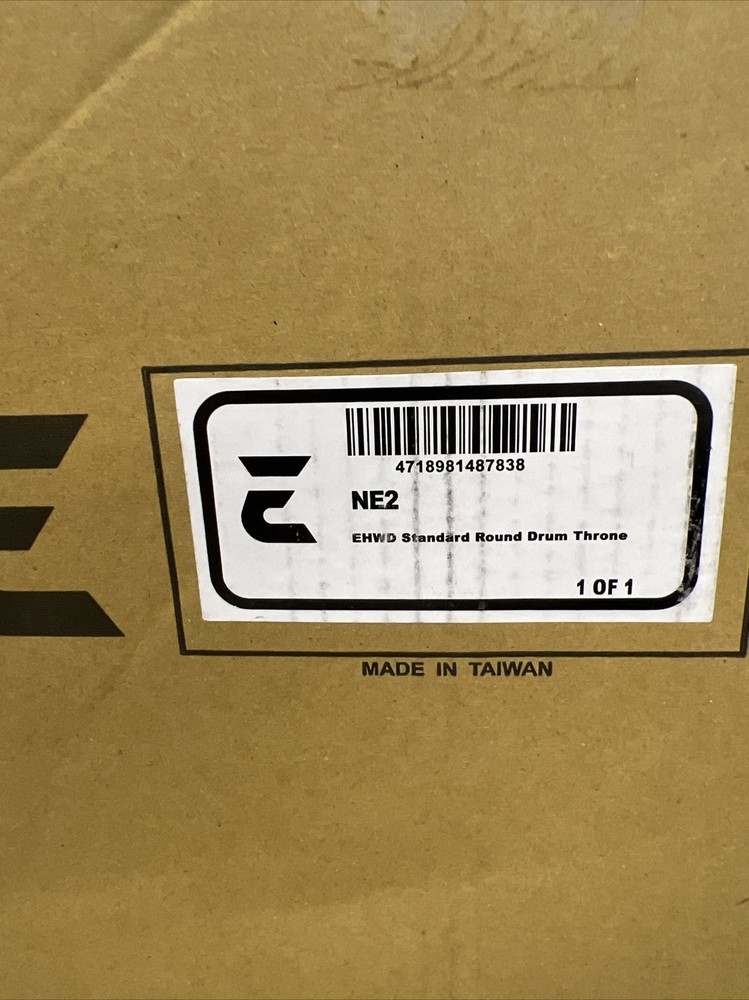 4718981487838
NE2
EHWD Standard Round Drum Throne
1 OF 1
MADE IN TAIWAN